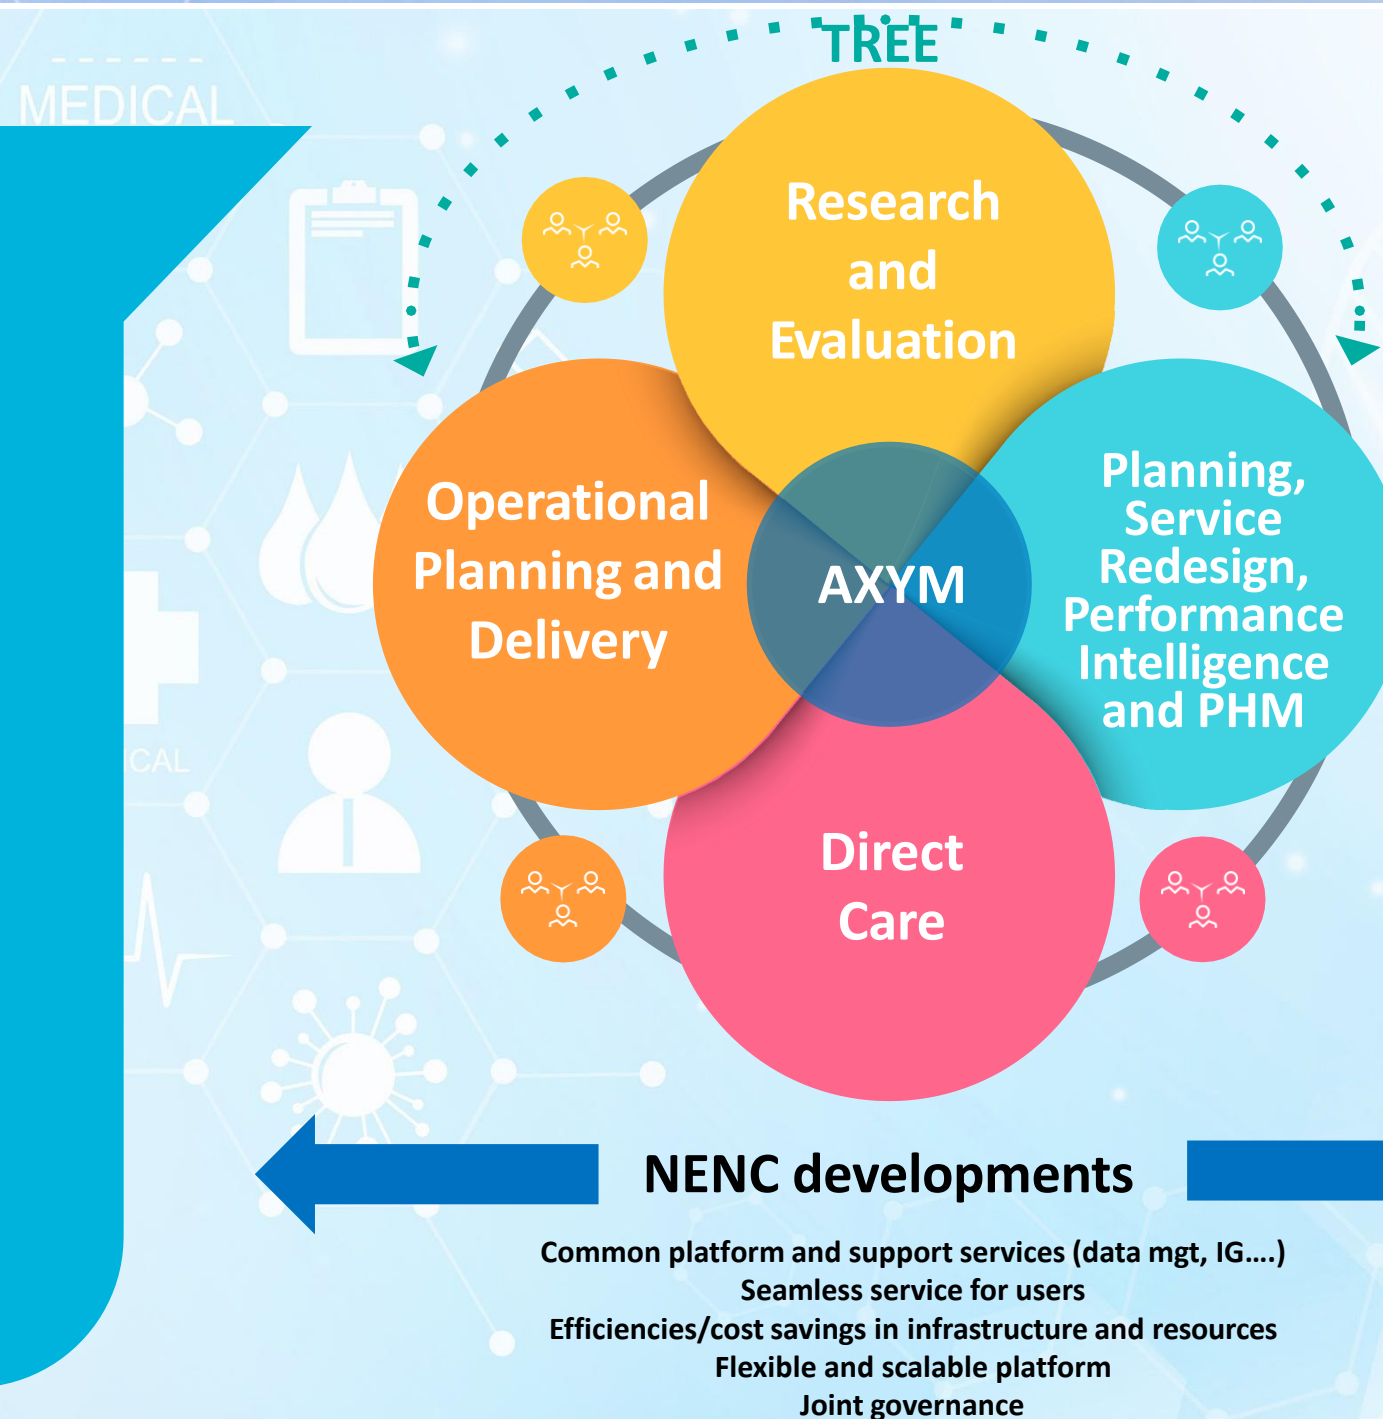 TREE
MEDICAL
Research
and
Evaluation
Operational
Planning and
Delivery
AXYM
Planning,
Service
Redesign,
Performance
Intelligence
and PHM
CAL
Direct
Care
NENC developments
Common platform and support services (data mgt, IG….)
Seamless service for users
Efficiencies/cost savings in infrastructure and resources
Flexible and scalable platform
Joint governance